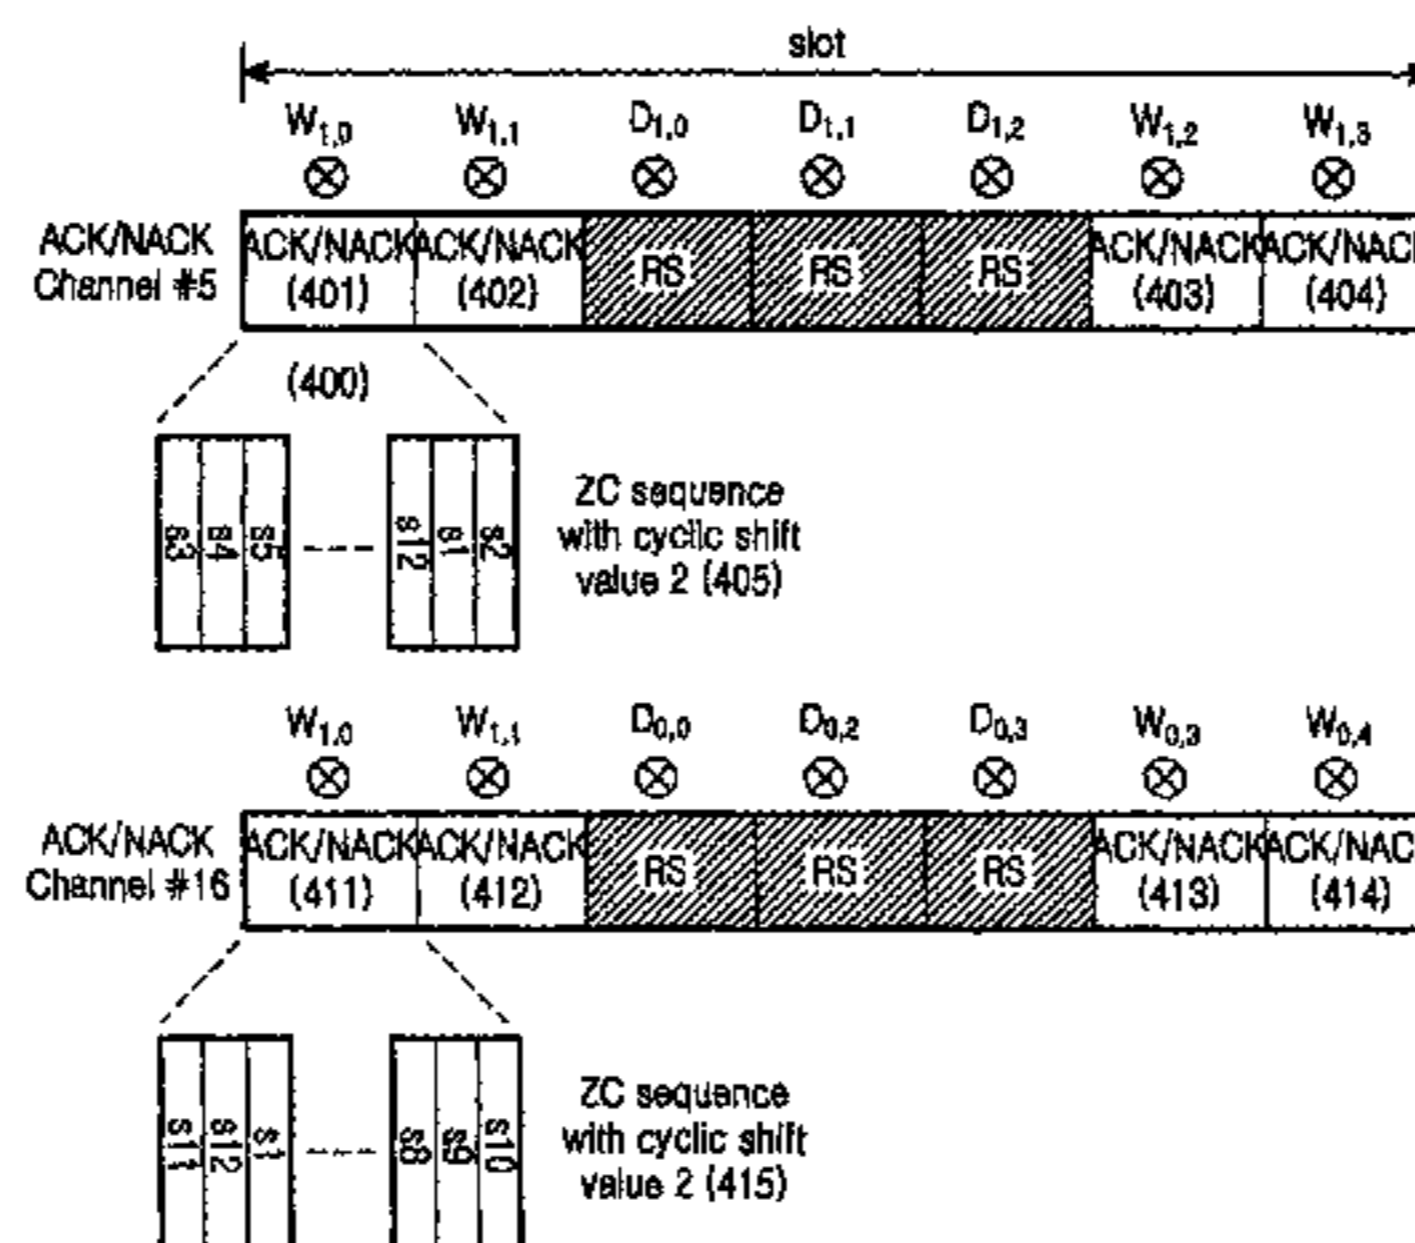 slot
W1,0 W1,1 D1,0 D1,1 D1,2 W1,2 W1,3
ACK/NACK
Channel #5
ACK/NACK ACK/NACK RS RS RS ACK/NACK ACK/NACK
(401) (402) (403) (404)
(400)
s3 s4 s5 s12 s1 s2
ZC sequence
with cyclic shift
value 2 (405)
W1,0 W1,1 D0,0 D0,2 D0,3 W0,3 W0,4
ACK/NACK
Channel #16
ACK/NACK ACK/NACK RS RS RS ACK/NACK ACK/NAC
(411) (412) (413) (414)
s11 s12 s1 s8 s9 s10
ZC sequence
with cyclic shift
value 2 (415)